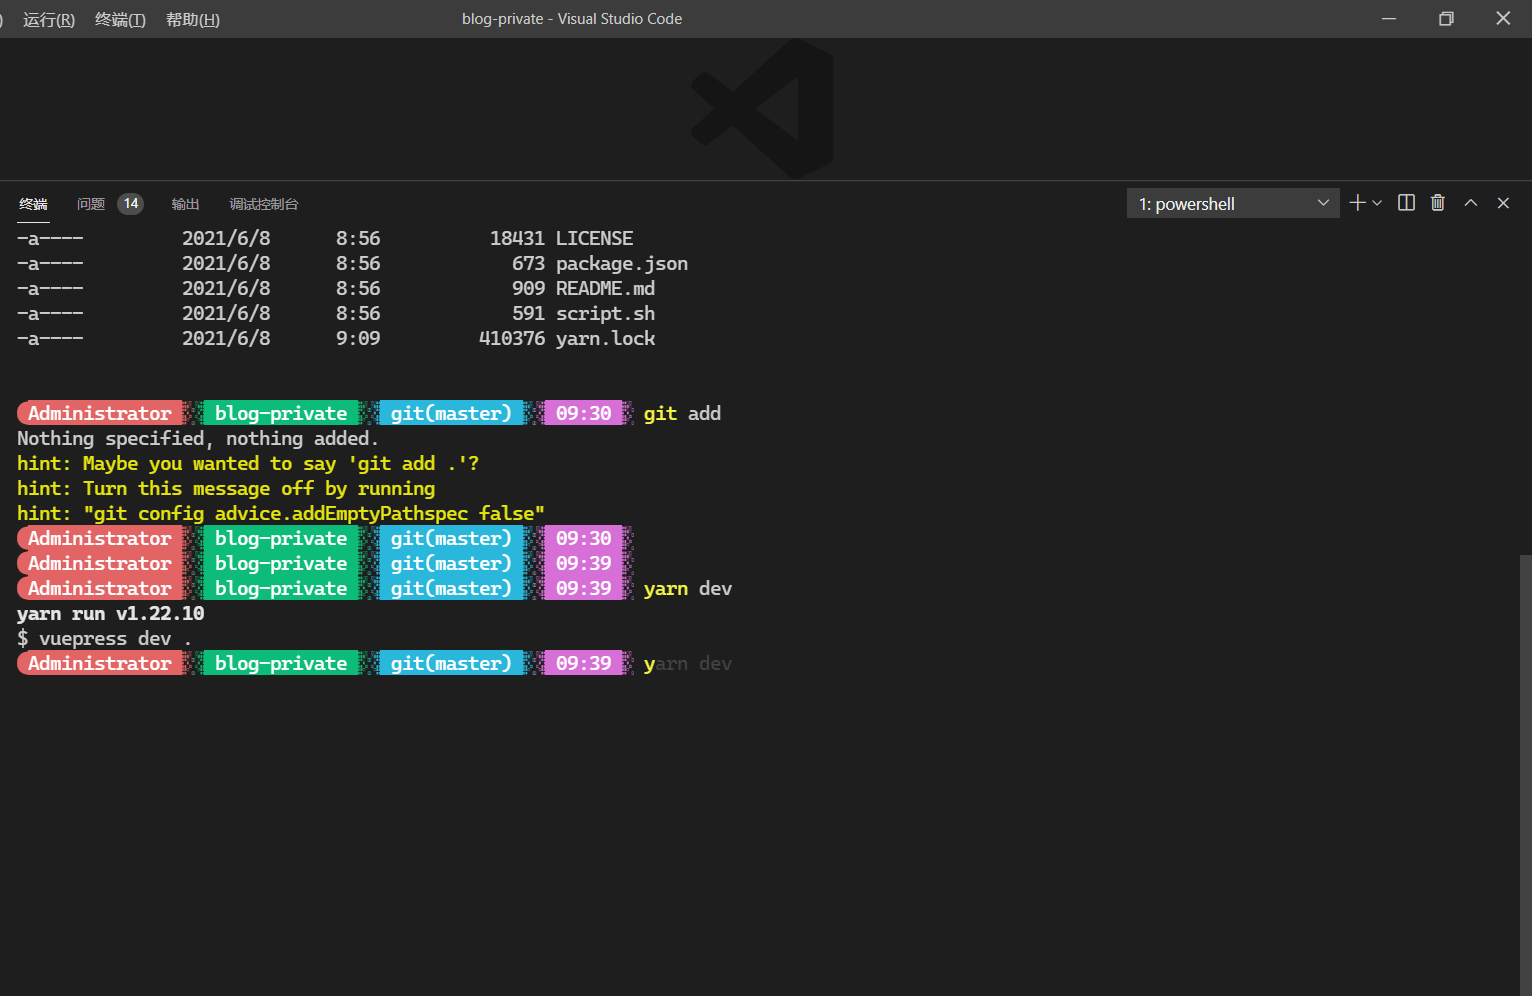 ) 运行(R) 终端(T) 帮助(H) blog-private - Visual Studio Code
终端 问题 14 输出 调试控制台 1: powershell
-a---- 2021/6/8 8:56 18431 LICENSE
-a---- 2021/6/8 8:56 673 package.json
-a---- 2021/6/8 8:56 909 README.md
-a---- 2021/6/8 8:56 591 script.sh
-a---- 2021/6/8 9:09 410376 yarn.lock
Administrator blog-private git(master) 09:30 git add
Nothing specified, nothing added.
hint: Maybe you wanted to say 'git add .'?
hint: Turn this message off by running
hint: "git config advice.addEmptyPathspec false"
Administrator blog-private git(master) 09:30
Administrator blog-private git(master) 09:39
Administrator blog-private git(master) 09:39 yarn dev
yarn run v1.22.10
$ vuepress dev .
Administrator blog-private git(master) 09:39 yarn dev